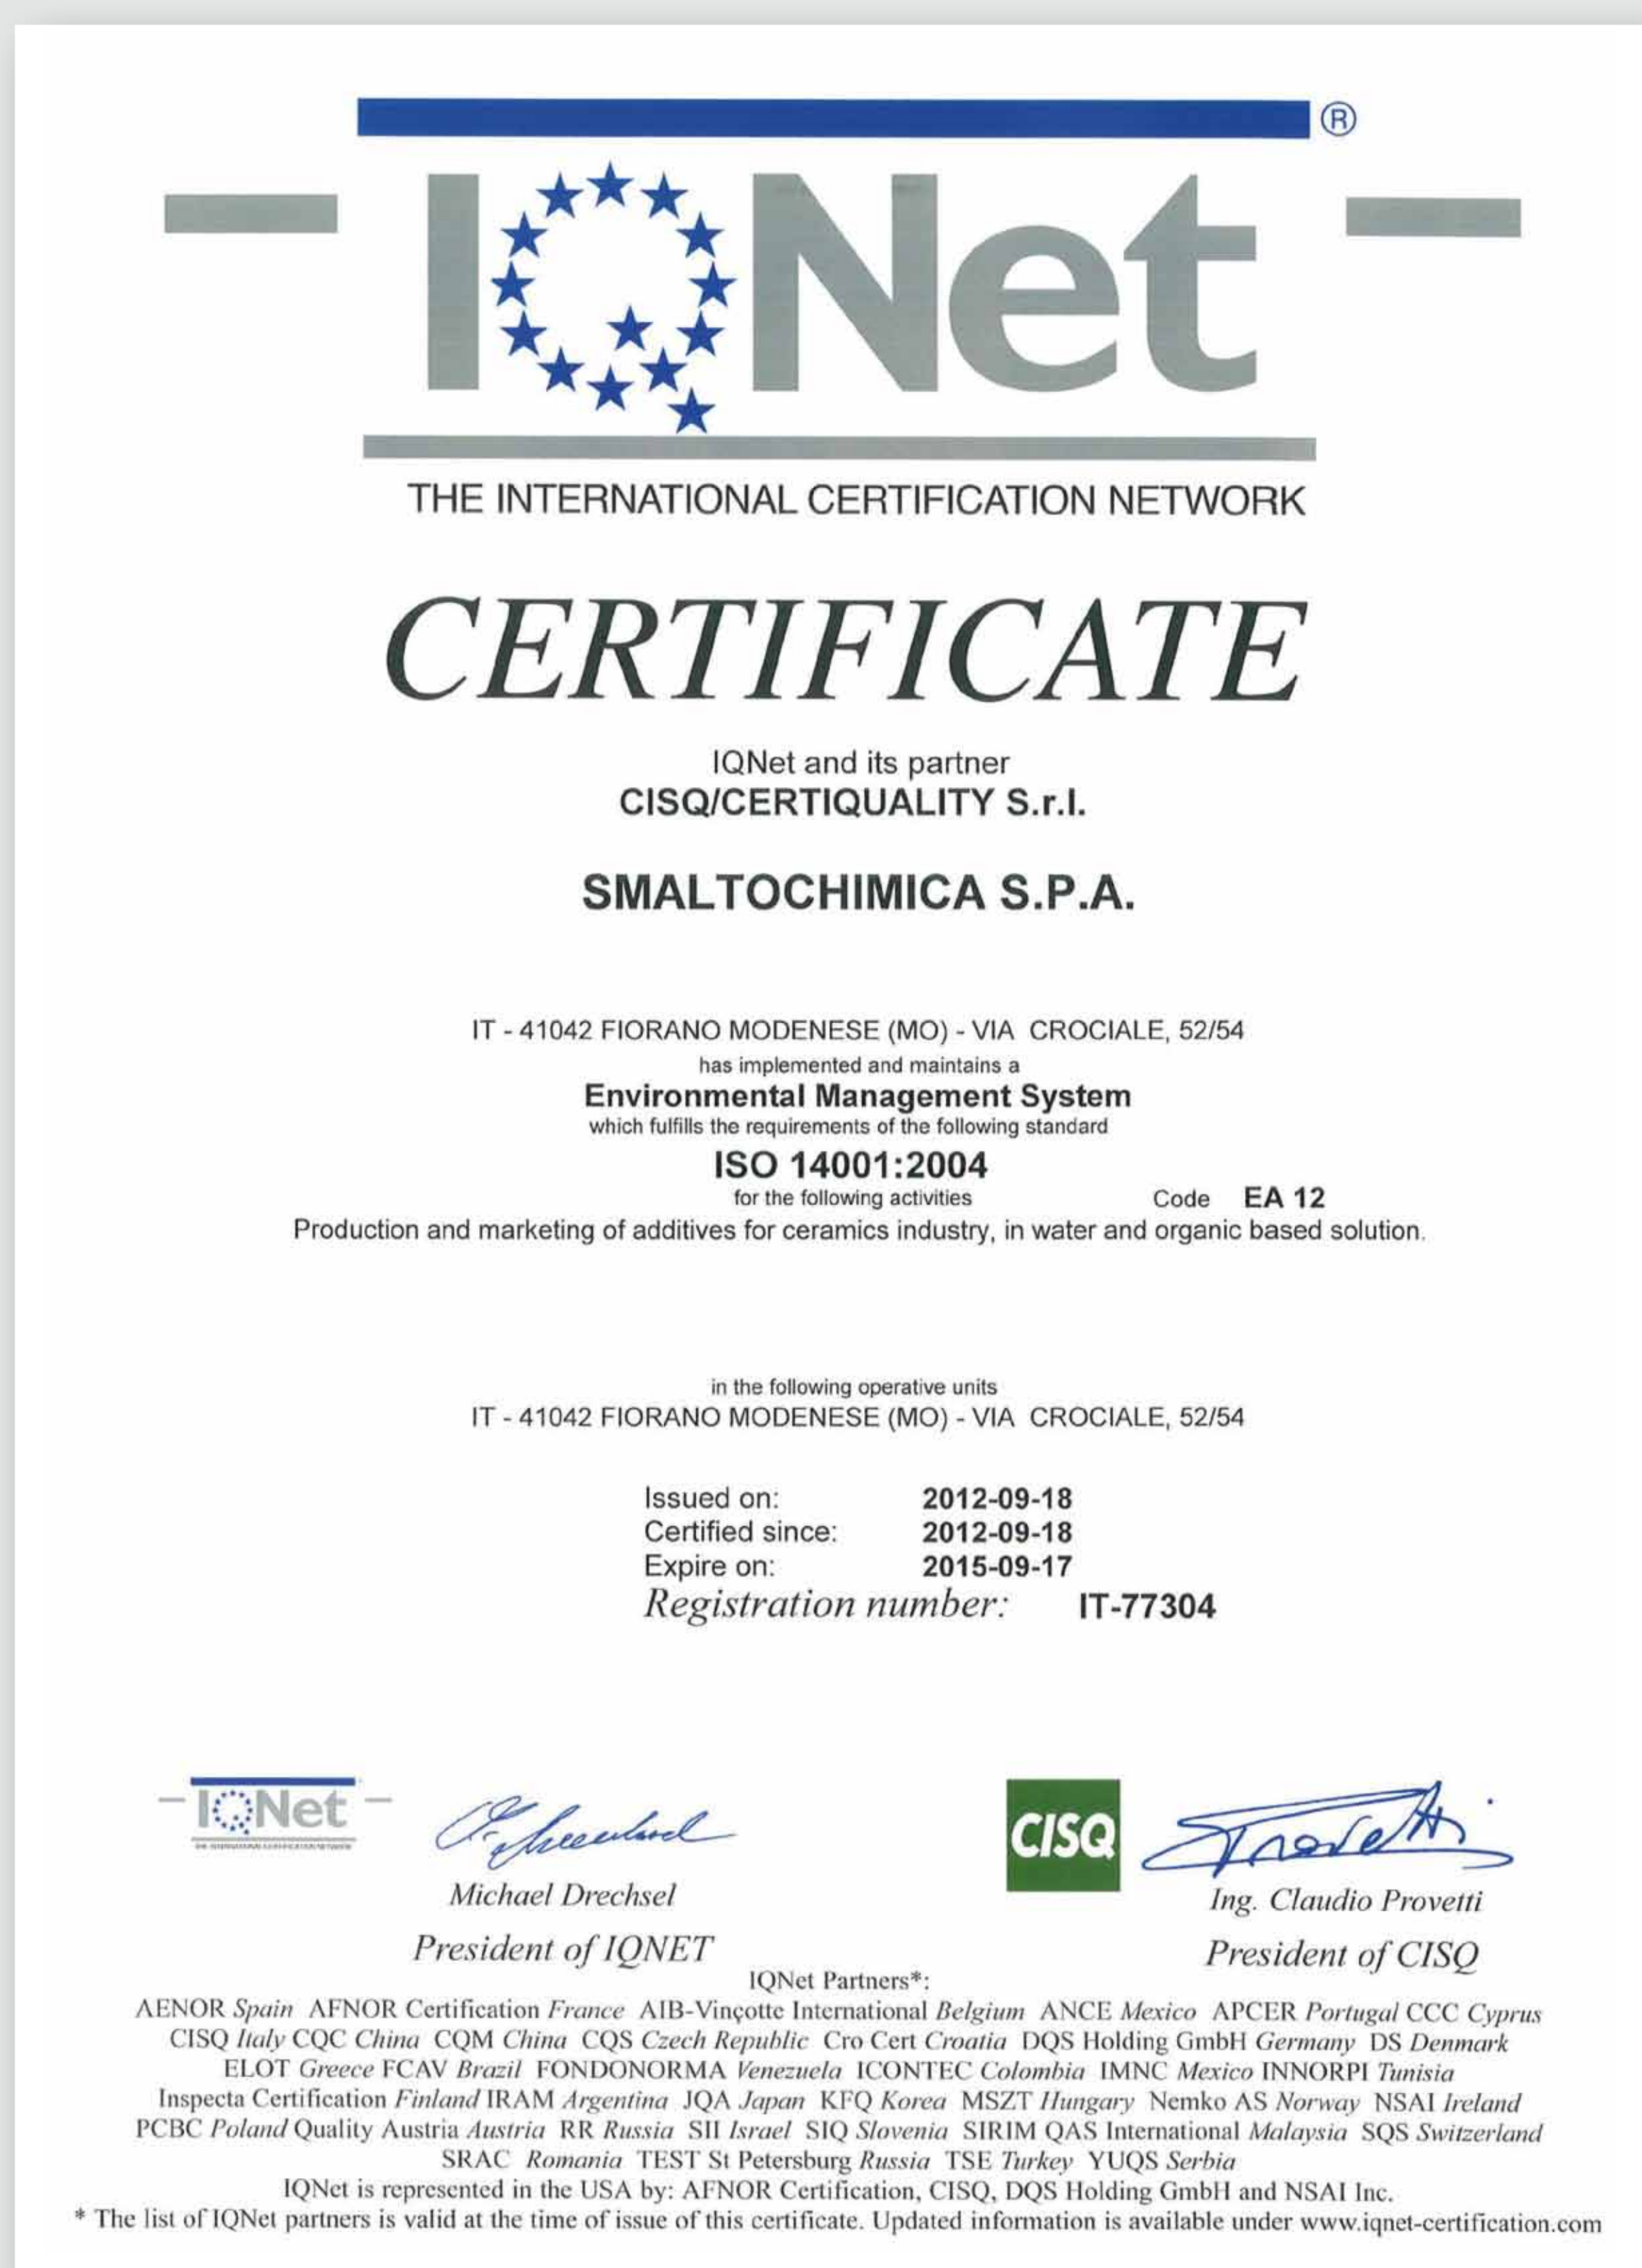 IQNet ®
THE INTERNATIONAL CERTIFICATION NETWORK
CERTIFICATE
IQNet and its partner
CISQ/CERTIQUALITY S.r.l.
SMALTOCHIMICA S.P.A.
IT - 41042 FIORANO MODENESE (MO) - VIA CROCIALE, 52/54
has implemented and maintains a
Environmental Management System
which fulfills the requirements of the following standard
ISO 14001:2004
for the following activities Code EA 12
Production and marketing of additives for ceramics industry, in water and organic based solution.
in the following operative units
IT - 41042 FIORANO MODENESE (MO) - VIA CROCIALE, 52/54
Issued on: 2012-09-18
Certified since: 2012-09-18
Expire on: 2015-09-17
Registration number: IT-77304
IQNet
THE INTERNATIONAL CERTIFICATION NETWORK
CISQ
Michael Drechsel
Ing. Claudio Provetti
President of IQNET
President of CISQ
IQNet Partners*:
AENOR Spain AFNOR Certification France AIB-Vinçotte International Belgium ANCE Mexico APCER Portugal CCC Cyprus
CISQ Italy CQC China CQM China CQS Czech Republic Cro Cert Croatia DQS Holding GmbH Germany DS Denmark
ELOT Greece FCAV Brazil FONDONORMA Venezuela ICONTEC Colombia IMNC Mexico INNORPI Tunisia
Inspecta Certification Finland IRAM Argentina JQA Japan KFQ Korea MSZT Hungary Nemko AS Norway NSAI Ireland
PCBC Poland Quality Austria Austria RR Russia SII Israel SIQ Slovenia SIRIM QAS International Malaysia SQS Switzerland
SRAC Romania TEST St Petersburg Russia TSE Turkey YUQS Serbia
IQNet is represented in the USA by: AFNOR Certification, CISQ, DQS Holding GmbH and NSAI Inc.
* The list of IQNet partners is valid at the time of issue of this certificate. Updated information is available under www.iqnet-certification.com